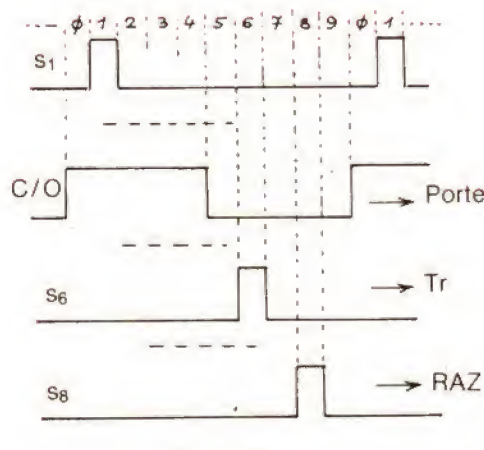 ϕ 1 2 3 4 5 6 7 8 9 ϕ 1
S1
C/O → Porte
S6 → Tr
S8 → RAZ